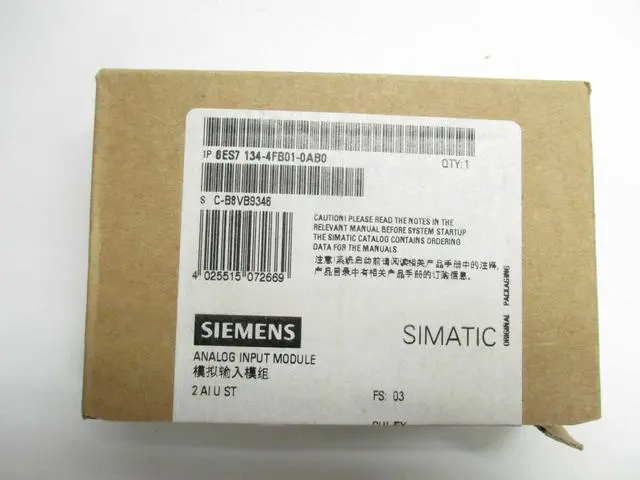 1P 6ES7 134-4FB01-0AB0
QTY:1
S C-B8VB9346
CAUTION! PLEASE READ THE NOTES IN THE
RELEVANT MANUAL BEFORE SYSTEM STARTUP
THE SIMATIC CATALOG CONTAINS ORDERING
DATA FOR THE MANUALS.
注意!系统启动前请阅读相关产品手册中的注释,
产品目录中有相关产品手册的订购信息.
4 025515 072669
ORIGINAL PACKAGING
SIEMENS
SIMATIC
ANALOG INPUT MODULE
模拟输入模组
2 AI U ST
FS: 03